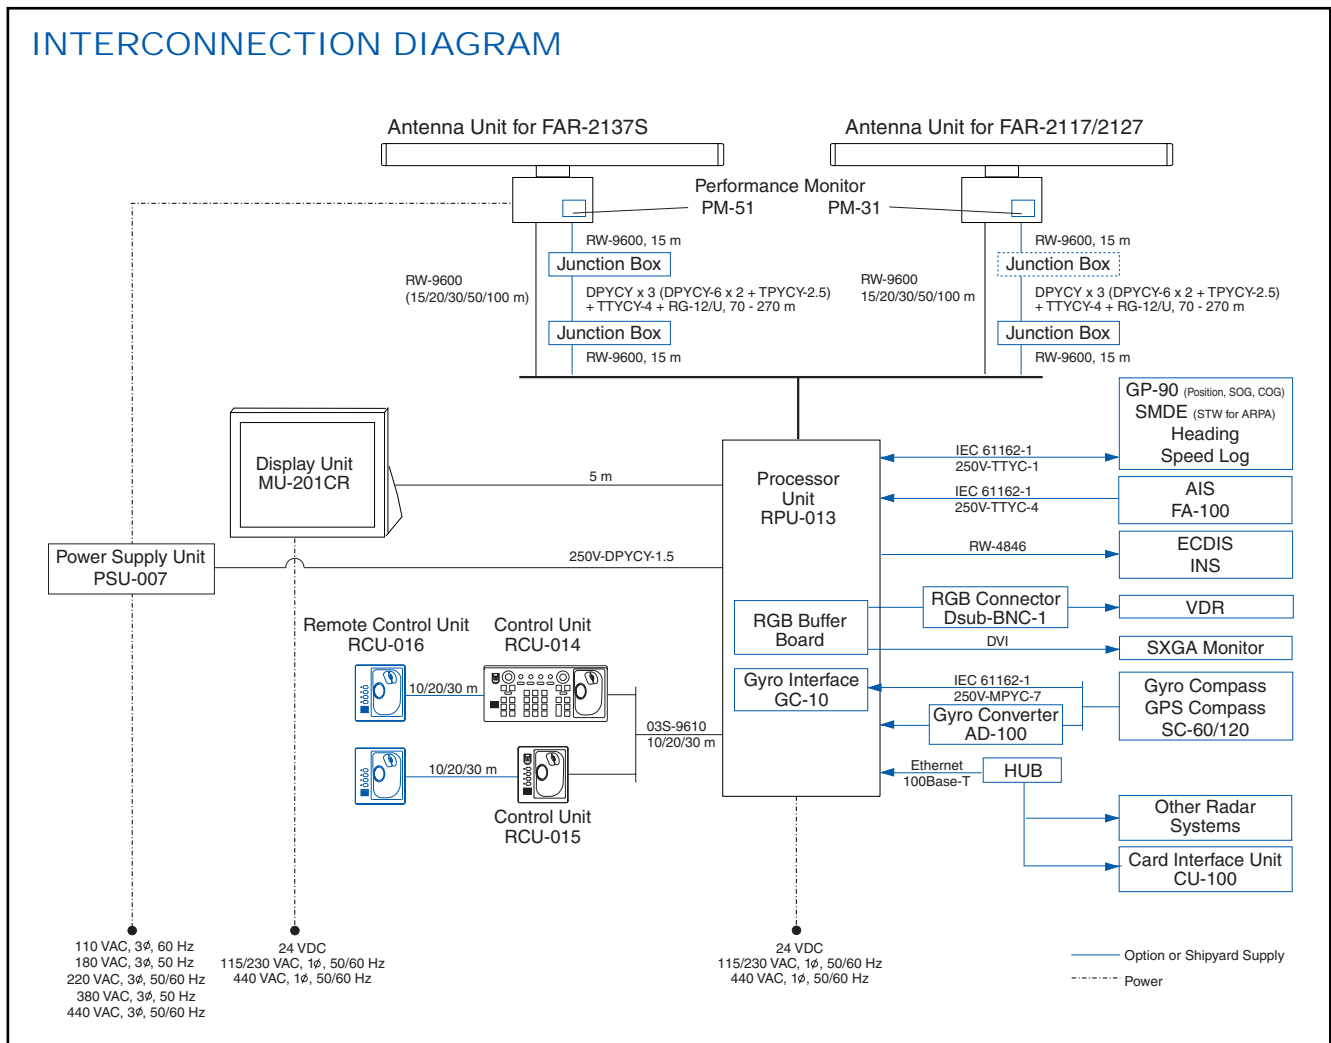 INTERCONNECTION DIAGRAM
Antenna Unit for FAR-2137S
Antenna Unit for FAR-2117/2127
Performance Monitor
PM-51
PM-31
RW-9600, 15 m
Junction Box
RW-9600
(15/20/30/50/100 m)
DPYCY x 3 (DPYCY-6 x 2 + TPYCY-2.5)
+ TTYCY-4 + RG-12/U, 70 - 270 m
Junction Box
RW-9600, 15 m
RW-9600, 15 m
Junction Box
RW-9600
15/20/30/50/100 m
DPYCY x 3 (DPYCY-6 x 2 + TPYCY-2.5)
+ TTYCY-4 + RG-12/U, 70 - 270 m
Junction Box
RW-9600, 15 m
Display Unit
MU-201CR
5 m
Power Supply Unit
PSU-007
250V-DPYCY-1.5
Processor
Unit
RPU-013
IEC 61162-1
250V-TTYC-1
GP-90 (Position, SOG, COG)
SMDE (STW for ARPA)
Heading
Speed Log
IEC 61162-1
250V-TTYC-4
AIS
FA-100
RW-4846
ECDIS
INS
RGB Buffer
Board
RGB Connector
Dsub-BNC-1
VDR
DVI
SXGA Monitor
Gyro Interface
GC-10
IEC 61162-1
250V-MPYC-7
Gyro Converter
AD-100
Gyro Compass
GPS Compass
SC-60/120
Ethernet
100Base-T
HUB
Other Radar
Systems
Card Interface Unit
CU-100
Remote Control Unit
RCU-016
Control Unit
RCU-014
10/20/30 m
03S-9610
10/20/30 m
10/20/30 m
Control Unit
RCU-015
110 VAC, 3ø, 60 Hz
180 VAC, 3ø, 50 Hz
220 VAC, 3ø, 50/60 Hz
380 VAC, 3ø, 50 Hz
440 VAC, 3ø, 50/60 Hz
24 VDC
115/230 VAC, 1ø, 50/60 Hz
440 VAC, 1ø, 50/60 Hz
24 VDC
115/230 VAC, 1ø, 50/60 Hz
440 VAC, 1ø, 50/60 Hz
Option or Shipyard Supply
Power